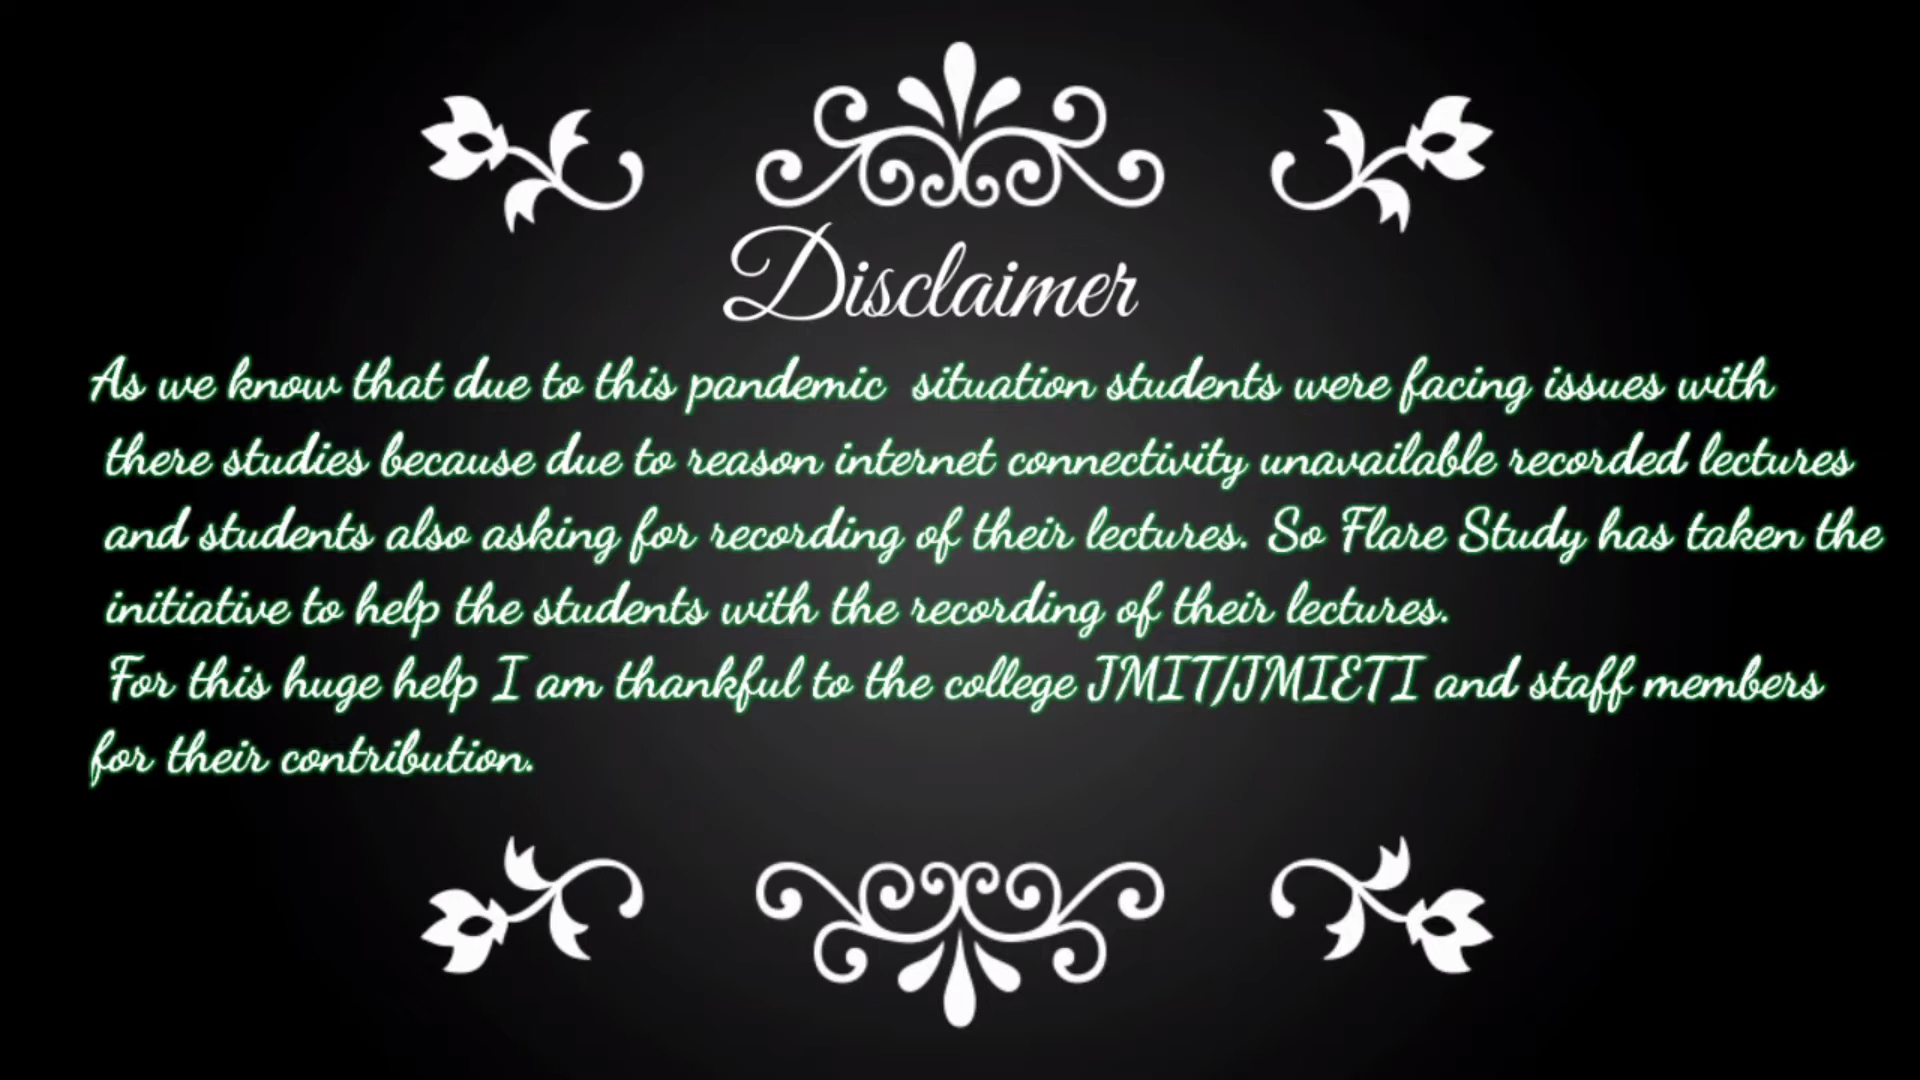 Disclaimer
As we know that due to this pandemic situation students were facing issues with
there studies because due to reason internet connectivity unavailable recorded lectures
and students also asking for recording of their lectures. So Flare Study has taken the
initiative to help the students with the recording of their lectures.
For this huge help I am thankful to the college JMIT/JMIETI and staff members
for their contribution.